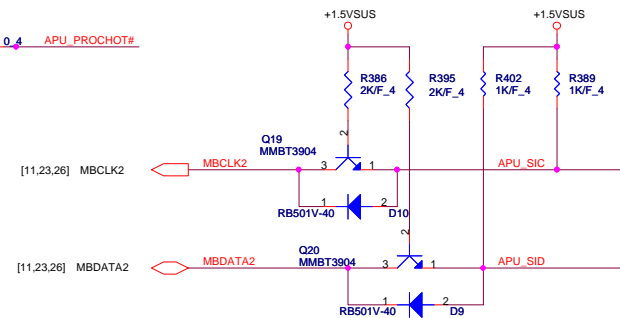 +1.5VSUS
+1.5VSUS
0_4 APU_PROCHOT#
R386
2K/F_4
R395
2K/F_4
R402
1K/F_4
R389
1K/F_4
2
Q19
MMBT3904
[11,23,26] MBCLK2
MBCLK2
3
1
APU_SIC
1
2
RB501V-40
D10
2
Q20
MMBT3904
[11,23,26] MBDATA2
MBDATA2
3
1
APU_SID
1
2
RB501V-40
D9